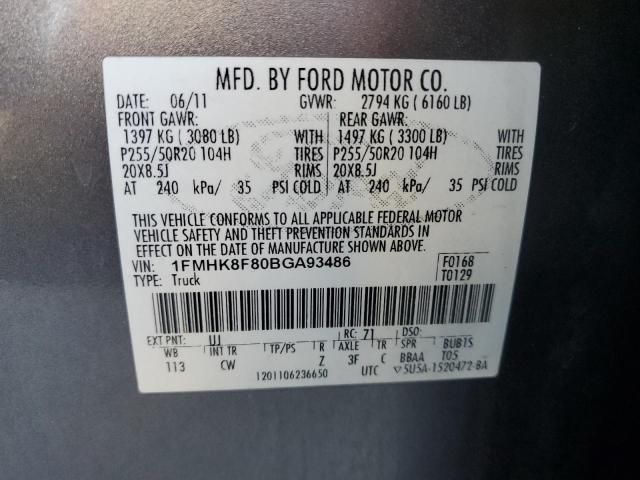 MFD. BY FORD MOTOR CO.
DATE: 06/11 GVWR: 2794 KG ( 6160 LB)
FRONT GAWR: REAR GAWR:
1397 KG ( 3080 LB) WITH 1497 KG ( 3300 LB) WITH
P255/50R20 104H TIRES P255/50R20 104H TIRES
20X8.5J RIMS 20X8.5J RIMS
AT 240 kPa/ 35 PSI COLD AT 240 kPa/ 35 PSI COLD
THIS VEHICLE CONFORMS TO ALL APPLICABLE FEDERAL MOTOR
VEHICLE SAFETY AND THEFT PREVENTION STANDARDS IN
EFFECT ON THE DATE OF MANUFACTURE SHOWN ABOVE.
VIN: 1FMHK8F80BGA93486 F0168
TYPE: Truck T0129
EXT PNT: UJ RC: 71 DSO:
WB INT TR TP/PS R AXLE TR SPR BUB1S
113 CW Z 3F C BBAA T05
1201106236650 UTC ▽5U5A-1520472-BA